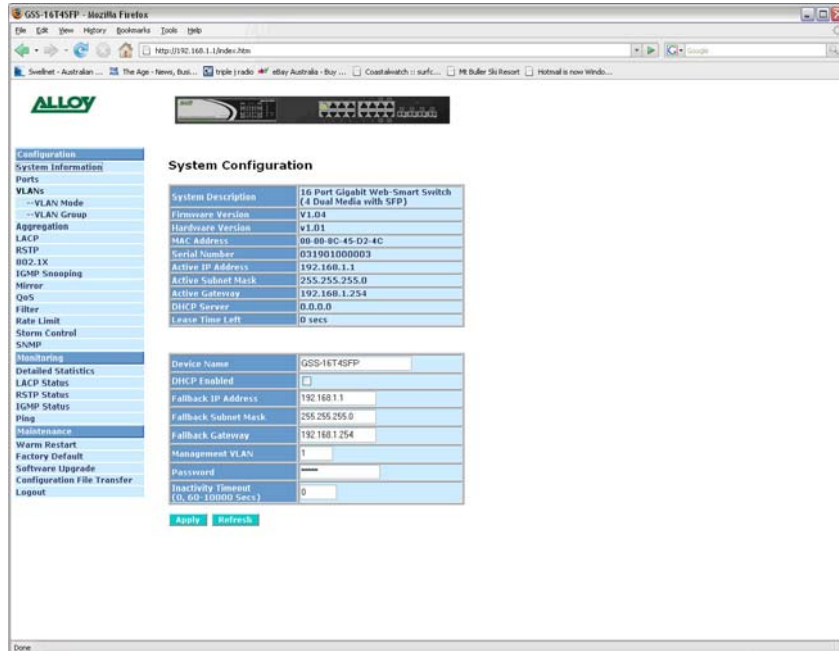 GSS-16T4SFP - Mozilla Firefox
File Edit View History Bookmarks Tools Help
http://192.168.1.1/index.htm
Google
Swellnet - Australian ... The Age - News, Busi... triple j radio eBay Australia - Buy ... Coastalwatch :: surfc... Mt Buller Ski Resort Hotmail is now Windo...
ALLOY
Configuration
System Information
Ports
VLANs
--VLAN Mode
--VLAN Group
Aggregation
LACP
RSTP
802.1X
IGMP Snooping
Mirror
QoS
Filter
Rate Limit
Storm Control
SNMP
Monitoring
Detailed Statistics
LACP Status
RSTP Status
IGMP Status
Ping
Maintenance
Warm Restart
Factory Default
Software Upgrade
Configuration File Transfer
Logout
System Configuration
System Description 16 Port Gigabit Web-Smart Switch
(4 Dual Media with SFP)
Firmware Version V1.04
Hardware Version v1.01
MAC Address 00-00-8C-45-D2-4C
Serial Number 031901000003
Active IP Address 192.168.1.1
Active Subnet Mask 255.255.255.0
Active Gateway 192.168.1.254
DHCP Server 0.0.0.0
Lease Time Left 0 secs
Device Name GSS-16T4SFP
DHCP Enabled
Fallback IP Address 192.168.1.1
Fallback Subnet Mask 255.255.255.0
Fallback Gateway 192.168.1.254
Management VLAN 1
Password
Inactivity Timeout
(0, 60-10000 Secs) 0
Apply Refresh
Done